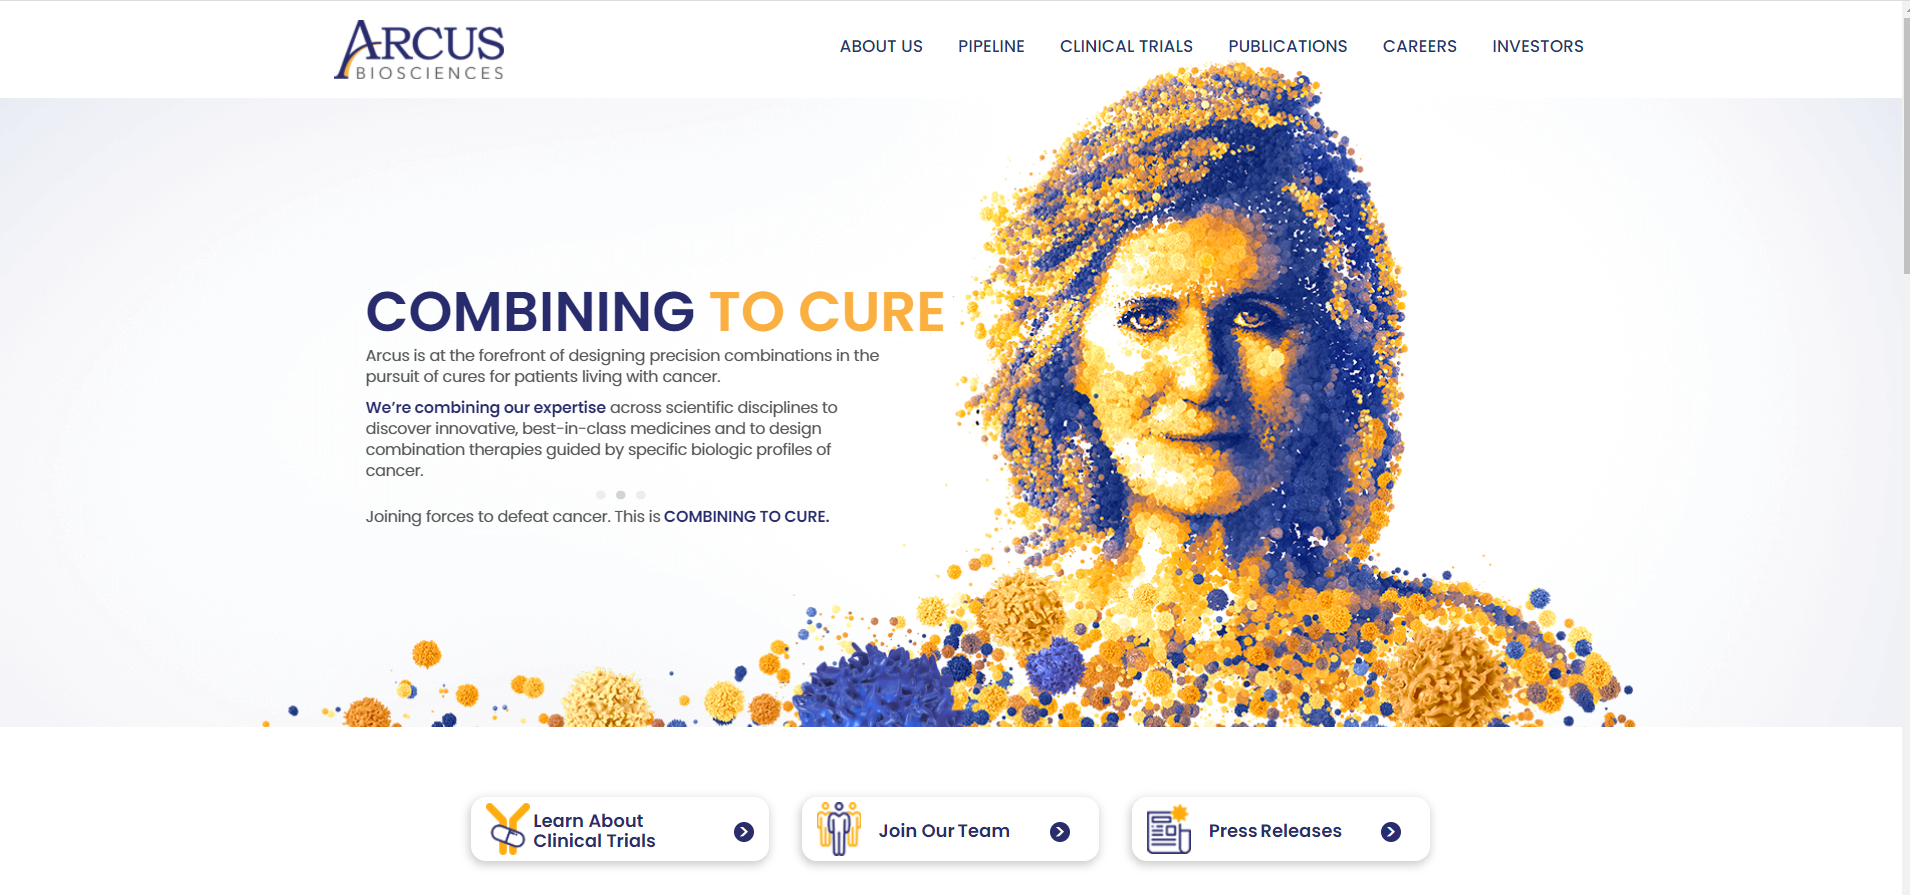 ARCUS
BIOSCIENCES
ABOUT US
PIPELINE
CLINICAL TRIALS
PUBLICATIONS
CAREERS
INVESTORS
COMBINING TO CURE
Arcus is at the forefront of designing precision combinations in the
pursuit of cures for patients living with cancer.
We're combining our expertise across scientific disciplines to
discover innovative, best-in-class medicines and to design
combination therapies guided by specific biologic profiles of
cancer.
Joining forces to defeat cancer. This is COMBINING TO CURE.
Learn About
Clinical Trials
Join Our Team
Press Releases